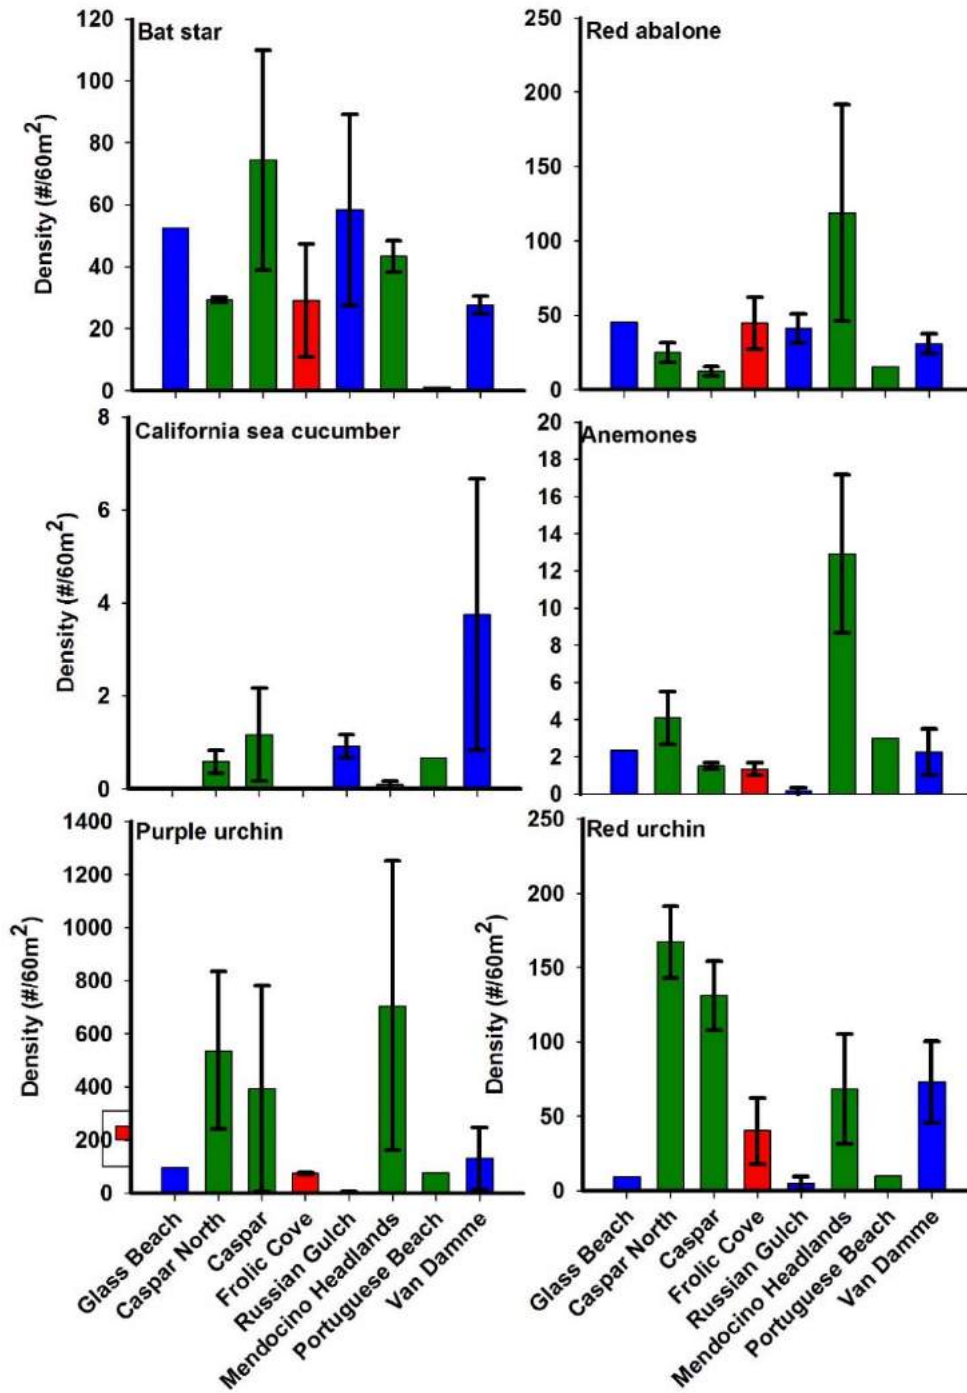 Bat star
120
100
80
60
40
20
0
Density (#/60m2)
Red abalone
250
200
150
100
50
0
California sea cucumber
8
6
4
2
0
Density (#/60m2)
Anemones
20
18
16
14
12
10
8
6
4
2
0
Purple urchin
1400
1200
1000
800
600
400
200
0
Density (#/60m2)
Glass Beach
Caspar North
Caspar
Frolic Cove
Russian Gulch
Mendocino Headlands
Portuguese Beach
Van Damme
Red urchin
250
200
150
100
50
0
Density (#/60m2)
Glass Beach
Caspar North
Caspar
Frolic Cove
Russian Gulch
Mendocino Headlands
Portuguese Beach
Van Damme